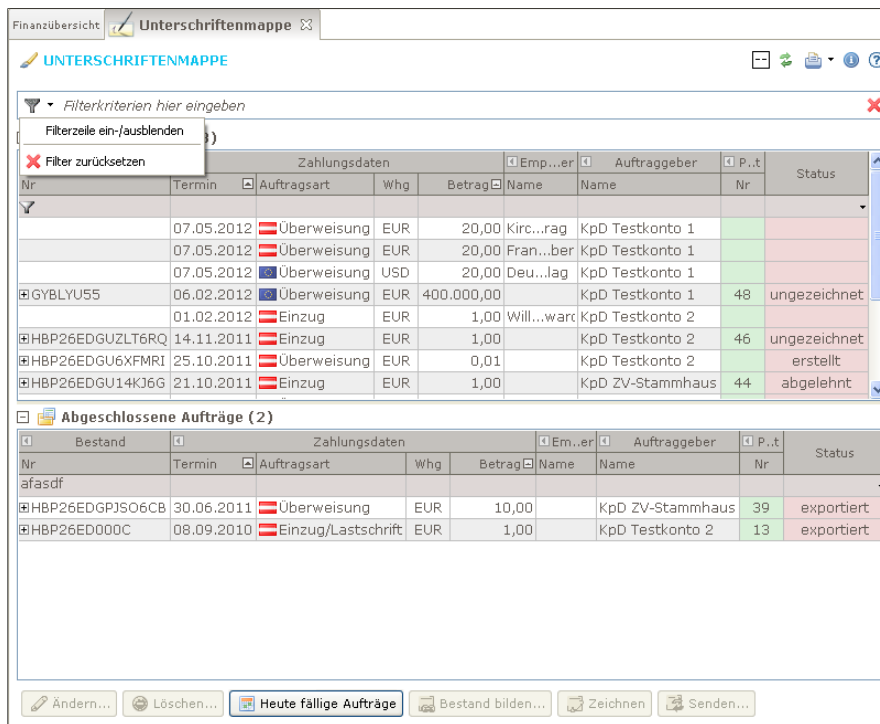 Finanzübersicht Unterschriftenmappe
UNTERSCHRIFTENMAPPE
Filterkriterien hier eingeben
Filterzeile ein-/ausblenden
Filter zurücksetzen
3)
Zahlungsdaten Emp...er Auftraggeber P..t Status
Nr Termin Auftragsart Whg Betrag Name Name Nr
07.05.2012 Überweisung EUR 20,00 Kirc...rag KpD Testkonto 1
07.05.2012 Überweisung EUR 20,00 Fran...ber KpD Testkonto 1
07.05.2012 Überweisung USD 20,00 Deu...lag KpD Testkonto 1
GYBLYU55 06.02.2012 Überweisung EUR 400.000,00 KpD Testkonto 1 48 ungezeichnet
01.02.2012 Einzug EUR 1,00 Will...warc KpD Testkonto 2
HBP26EDGUZLT6RQ 14.11.2011 Einzug EUR 1,00 KpD Testkonto 2 46 ungezeichnet
HBP26EDGU6XFMRI 25.10.2011 Überweisung EUR 0,01 KpD Testkonto 2 erstellt
HBP26EDGU14KJ6G 21.10.2011 Einzug EUR 1,00 KpD ZV-Stammhaus 44 abgelehnt
Abgeschlossene Aufträge (2)
Bestand Zahlungsdaten Em...er Auftraggeber P..t Status
Nr Termin Auftragsart Whg Betrag Name Name Nr
afasdf
HBP26EDGPJSO6CB 30.06.2011 Überweisung EUR 10,00 KpD ZV-Stammhaus 39 exportiert
HBP26ED000C 08.09.2010 Einzug/Lastschrift EUR 1,00 KpD Testkonto 2 13 exportiert
Ändern... Löschen... Heute fällige Aufträge Bestand bilden... Zeichnen Senden...